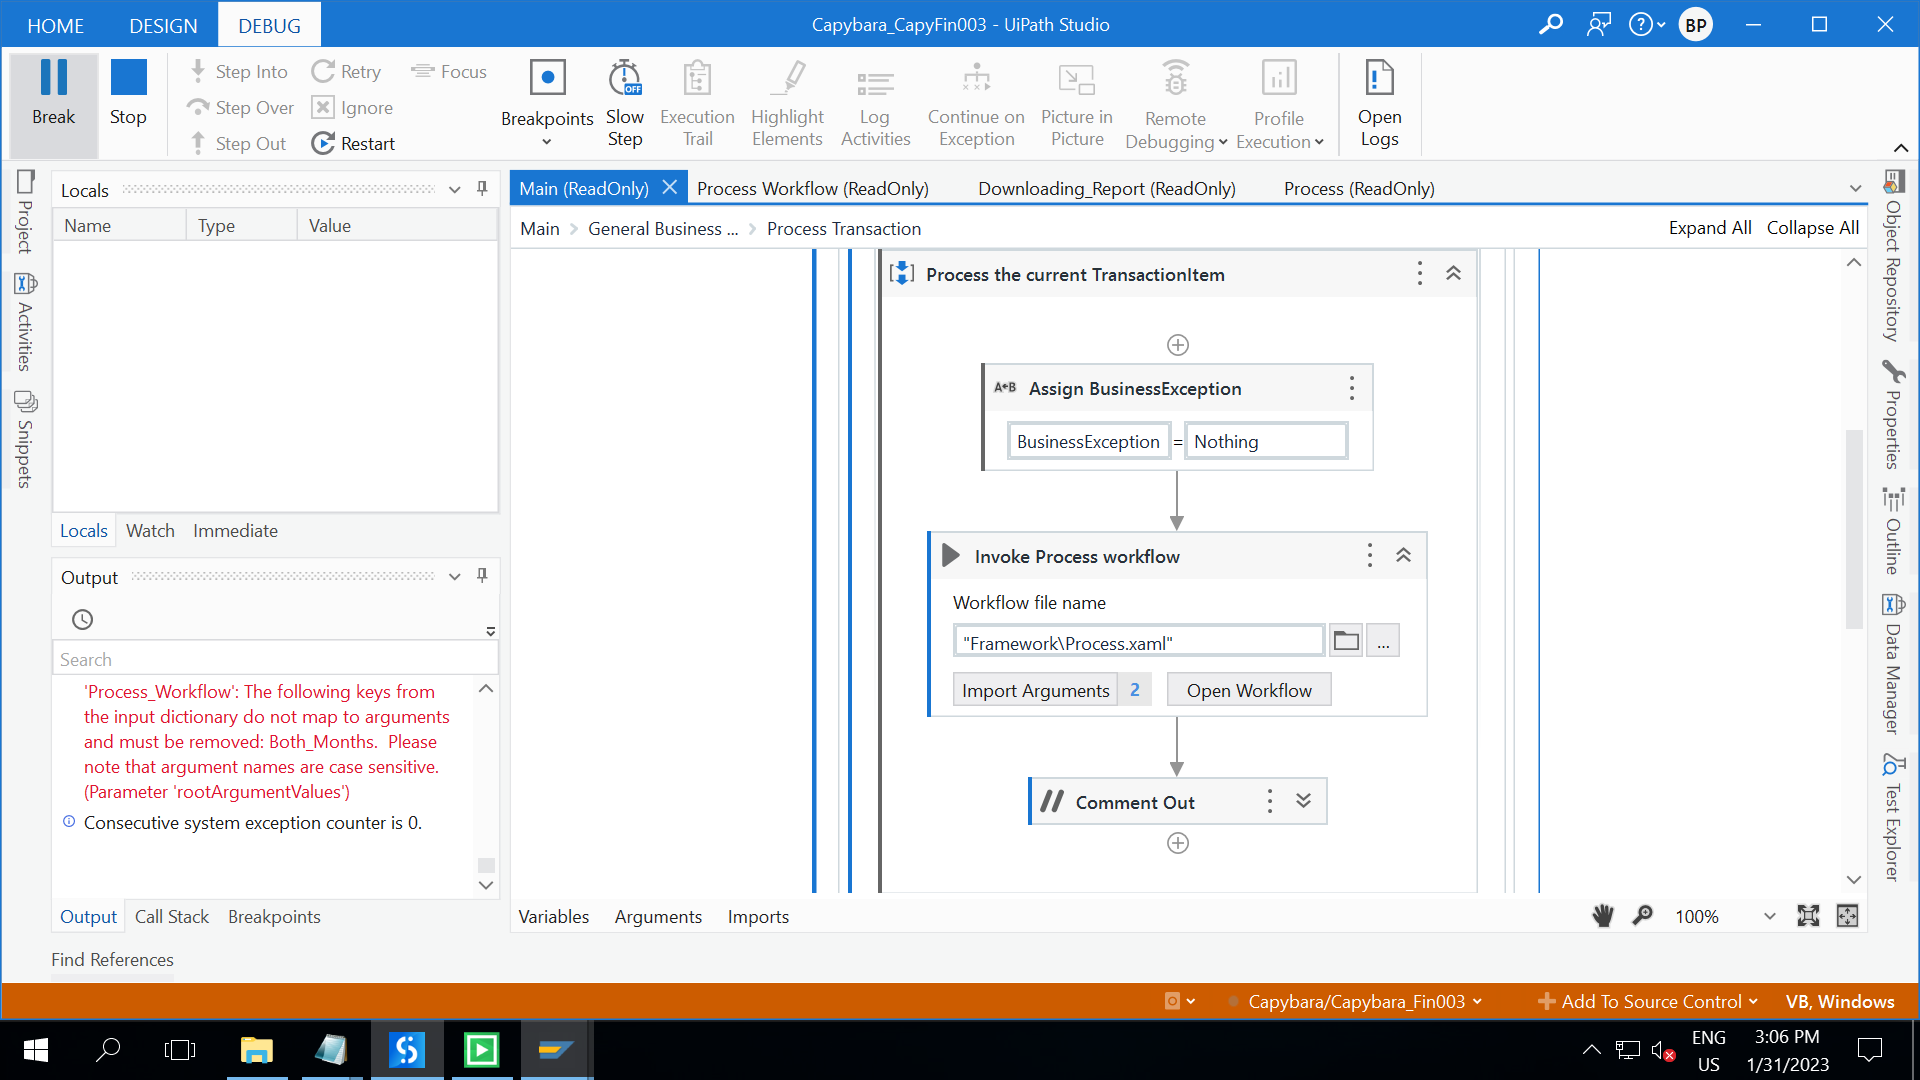 HOME DESIGN DEBUG
Capybara_CapyFin003 - UiPath Studio
BP
Break
Stop
Step Into
Step Over
Step Out
Retry
Ignore
Restart
Focus
Breakpoints
Slow
Step
OFF
Execution
Trail
Highlight
Elements
Log
Activities
Continue on
Exception
Picture in
Picture
Remote
Debugging
Profile
Execution
Open
Logs
Project
Activities
Snippets
Locals
Name Type Value
Locals Watch Immediate
Output
Search
'Process_Workflow': The following keys from
the input dictionary do not map to arguments
and must be removed: Both_Months.  Please
note that argument names are case sensitive.
(Parameter 'rootArgumentValues')
Consecutive system exception counter is 0.
Output Call Stack Breakpoints
Find References
Main (ReadOnly) Process Workflow (ReadOnly) Downloading_Report (ReadOnly) Process (ReadOnly)
Main > General Business ... > Process Transaction
Expand All Collapse All
Process the current TransactionItem
A B Assign BusinessException
BusinessException = Nothing
Invoke Process workflow
Workflow file name
"Framework\Process.xaml" ...
Import Arguments 2 Open Workflow
// Comment Out
Variables Arguments Imports
100%
Object Repository
Properties
Outline
Data Manager
Test Explorer
Capybara/Capybara_Fin003
Add To Source Control
VB, Windows
ENG
US
3:06 PM
1/31/2023